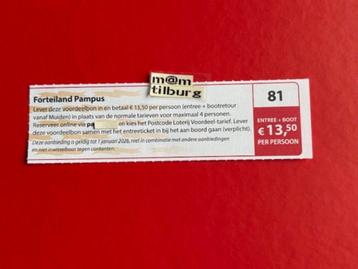 m@m
tilburg
Forteiland Pampus
Lever deze voordeelbon in en betaal € 13,50 per persoon (entree + bootretour
vanaf Muiden) in plaats van de normale tarieven voor maximaal 4 personen.
Reserveer online via pa en kies het Postcode Loterij Voordeel-tarief. Lever
deze voordeelbon samen met het entreeticket in bij het aan boord gaan (verplicht).
Deze aanbieding is geldig tot 1 januari 2026, niet in combinatie met andere aanbiedingen
en niet inwisselbaar tegen contanten.
81
ENTREE + BOOT
€ 13,50
PER PERSOON